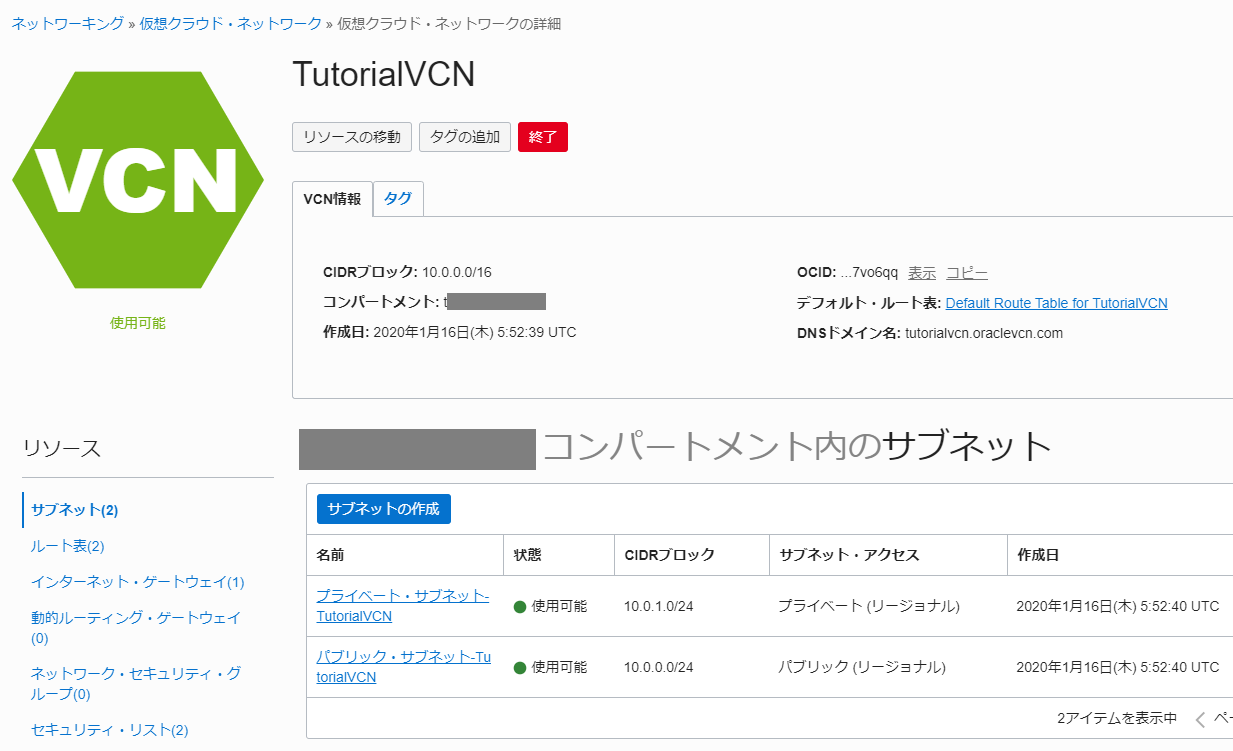 ネットワーキング » 仮想クラウド・ネットワーク » 仮想クラウド・ネットワークの詳細
VCN
使用可能
TutorialVCN
リソースの移動 タグの追加 終了
VCN情報 タグ
CIDRブロック: 10.0.0.0/16
コンパートメント: t
作成日: 2020年1月16日(木) 5:52:39 UTC
OCID: ...7vo6qq 表示 コピー
デフォルト・ルート表: Default Route Table for TutorialVCN
DNSドメイン名: tutorialvcn.oraclevcn.com
リソース
サブネット(2)
ルート表(2)
インターネット・ゲートウェイ(1)
動的ルーティング・ゲートウェイ
(0)
ネットワーク・セキュリティ・グ
ループ(0)
セキュリティ・リスト(2)
コンパートメント内のサブネット
サブネットの作成
名前 状態 CIDRブロック サブネット・アクセス 作成日
プライベート・サブネット-
TutorialVCN
使用可能 10.0.1.0/24 プライベート (リージョナル) 2020年1月16日(木) 5:52:40 UTC
パブリック・サブネット-Tu
torialVCN
使用可能 10.0.0.0/24 パブリック (リージョナル) 2020年1月16日(木) 5:52:40 UTC
2アイテムを表示中 < ペー